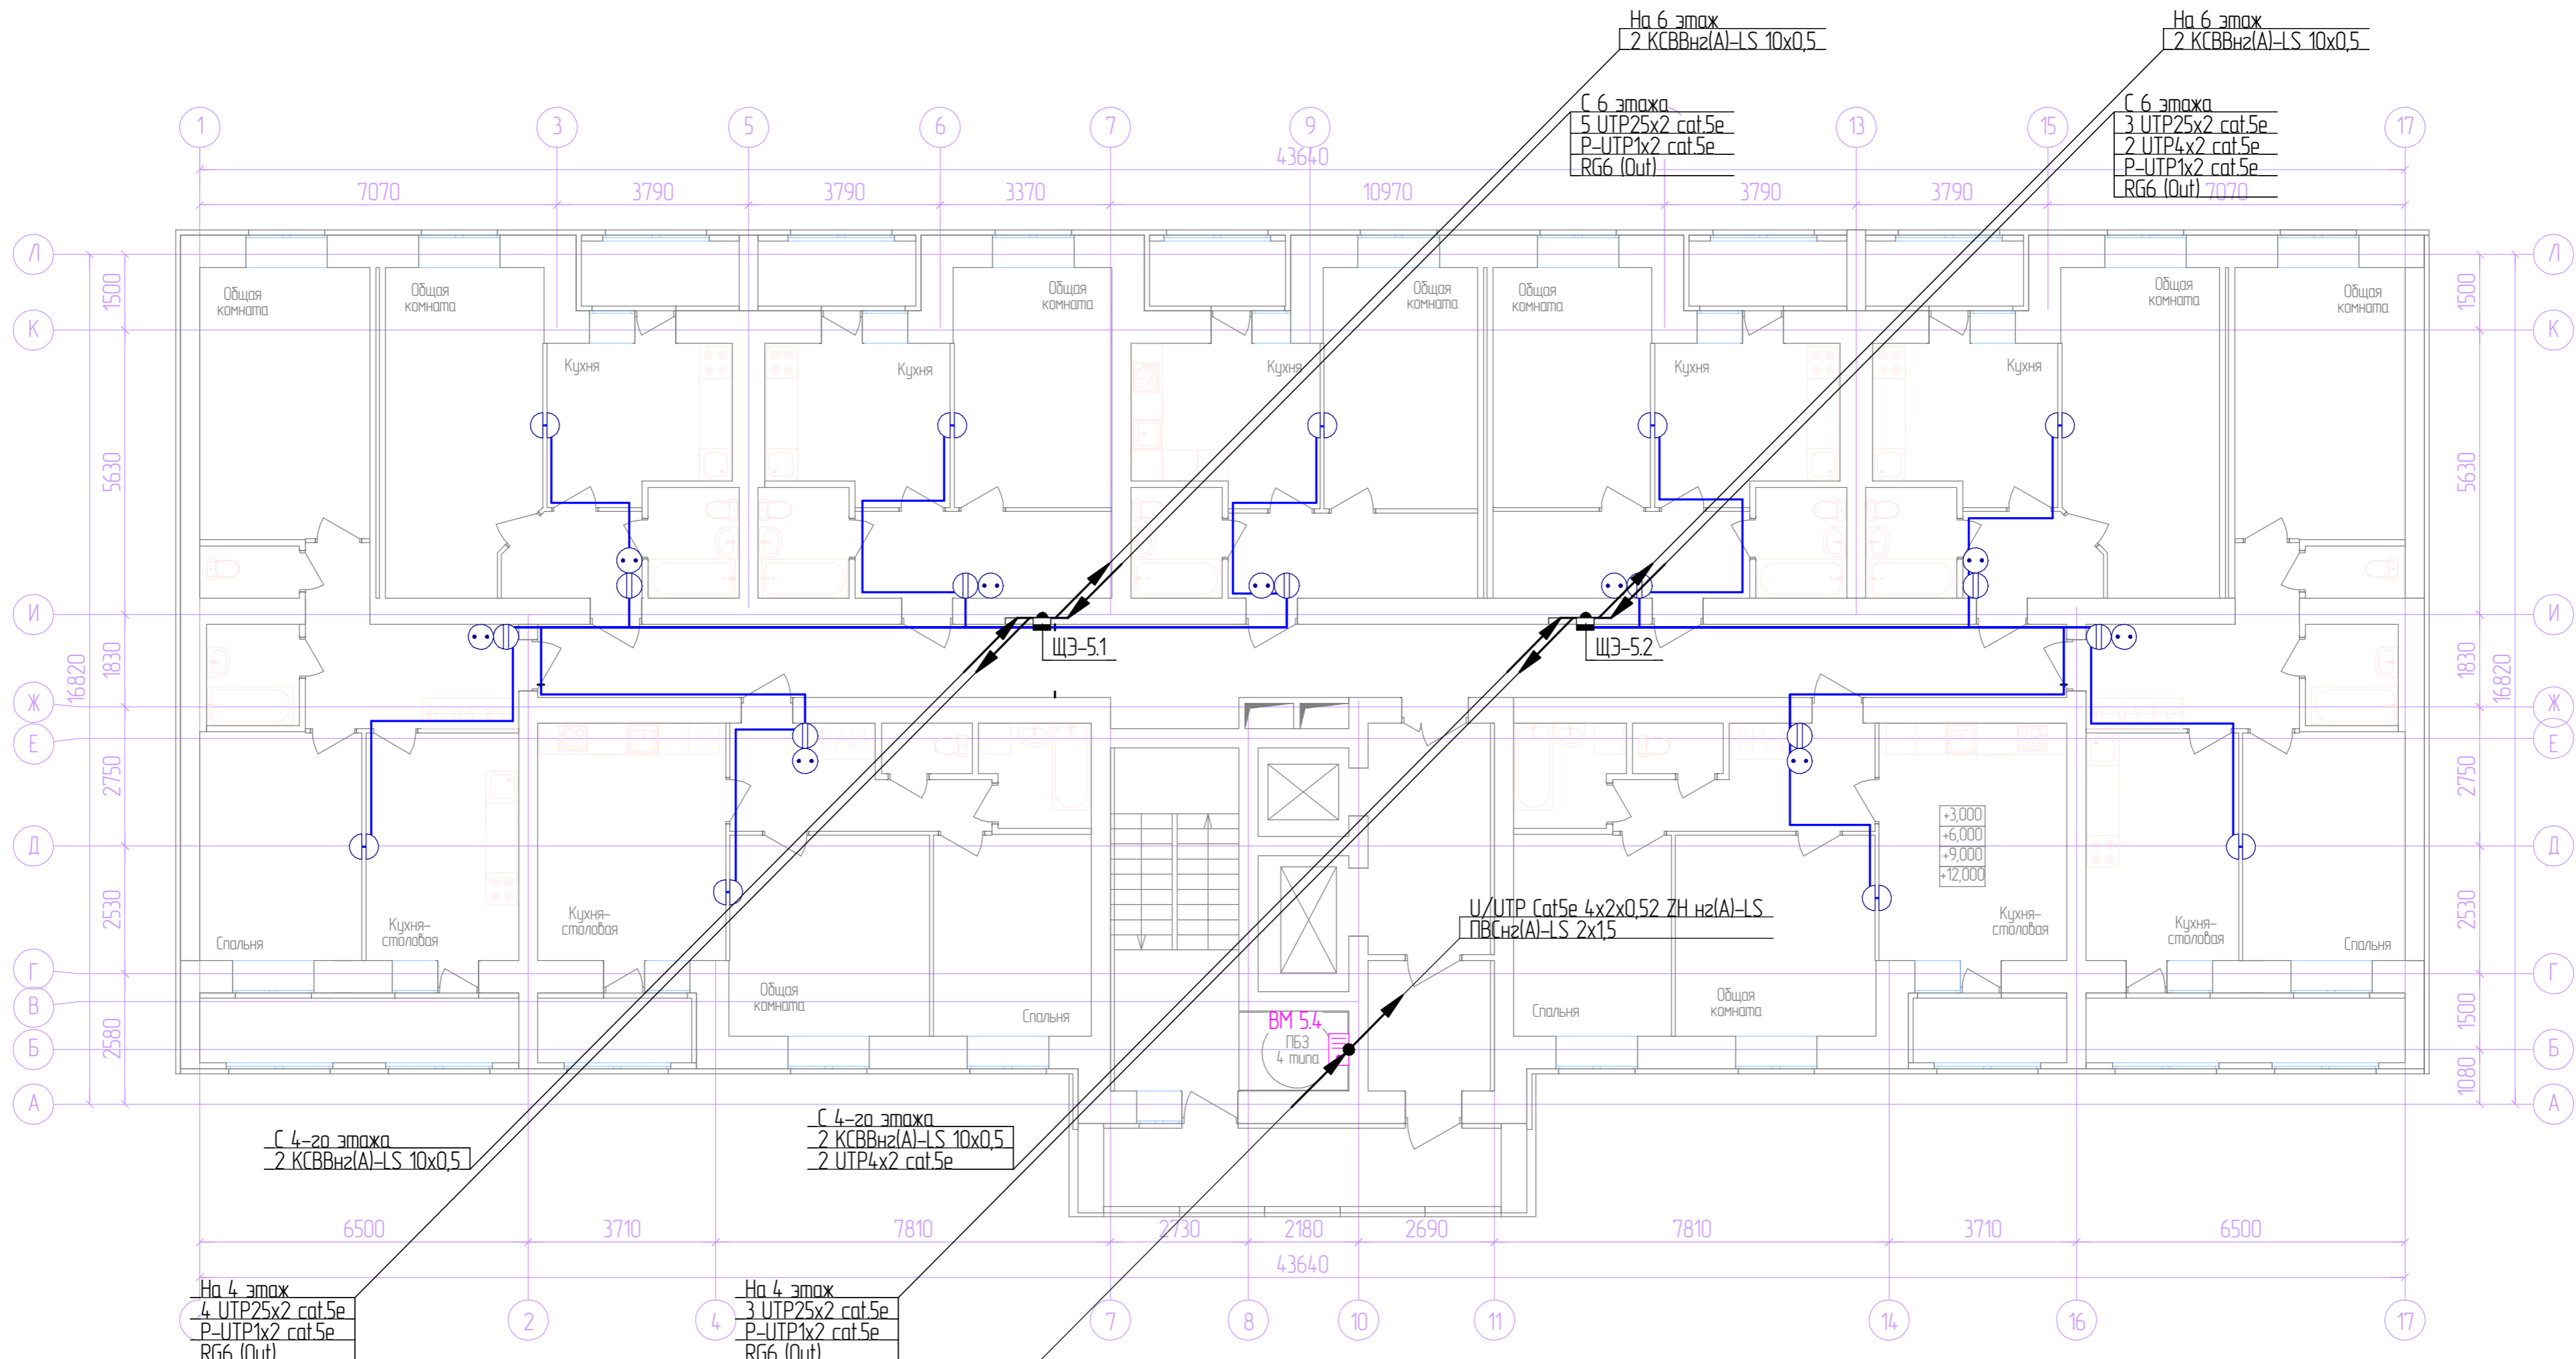 На 6 этаж
2 КСВВнг(А)-LS 10х0,5
На 6 этаж
2 КСВВнг(А)-LS 10х0,5
С 6 этажа
5 UTP25x2 cat.5e
P-UTP1x2 cat.5e
RG6 (Out)
С 6 этажа
3 UTP25x2 cat.5e
2 UTP4x2 cat.5e
P-UTP1x2 cat.5e
RG6 (Out)
1
3
5
6
7
9
13
15
17
43640
7070
3790
3790
3370
10970
3790
3790
7070
Л
Л
К
К
И
И
Ж
Ж
Е
Е
Д
Д
Г
Г
В
Б
Б
А
А
1500
5630
1830
16820
2750
2530
2580
1500
5630
1830
16820
2750
2530
1500
1080
Общая
комната
Общая
комната
Общая
комната
Общая
комната
Общая
комната
Общая
комната
Общая
комната
Кухня
Кухня
Кухня
Кухня
Кухня
ЩЭ-5.1
ЩЭ-5.2
+3,000
+6,000
+9,000
+12,000
U/UTP Cat5e 4x2x0,52 ZH нг(А)-LS
ПВСнг(А)-LS 2х1,5
Спальня
Кухня-
столовая
Кухня-
столовая
Общая
комната
Спальня
Спальня
Общая
комната
Кухня-
столовая
Кухня-
столовая
Спальня
ВМ 5.4
ПБЗ
4 типа
С 4-го этажа
2 КСВВнг(А)-LS 10х0,5
С 4-го этажа
2 КСВВнг(А)-LS 10х0,5
2 UTP4x2 cat.5e
6500
3710
7810
2730
2180
2690
7810
3710
6500
43640
На 4 этаж
4 UTP25x2 cat.5e
P-UTP1x2 cat.5e
RG6 (Out)
На 4 этаж
3 UTP25x2 cat.5e
P-UTP1x2 cat.5e
RG6 (Out)
2
4
7
8
10
11
14
16
17